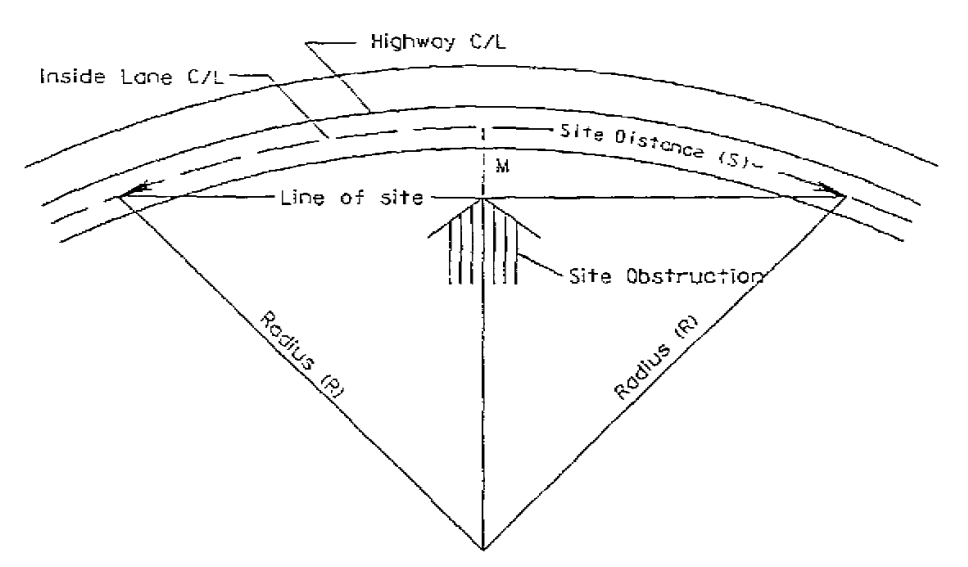 Highway C/L
Inside Lane C/L
Site Distance (S)
M
Line of site
Site Obstruction
Radius (R)
Radius (R)